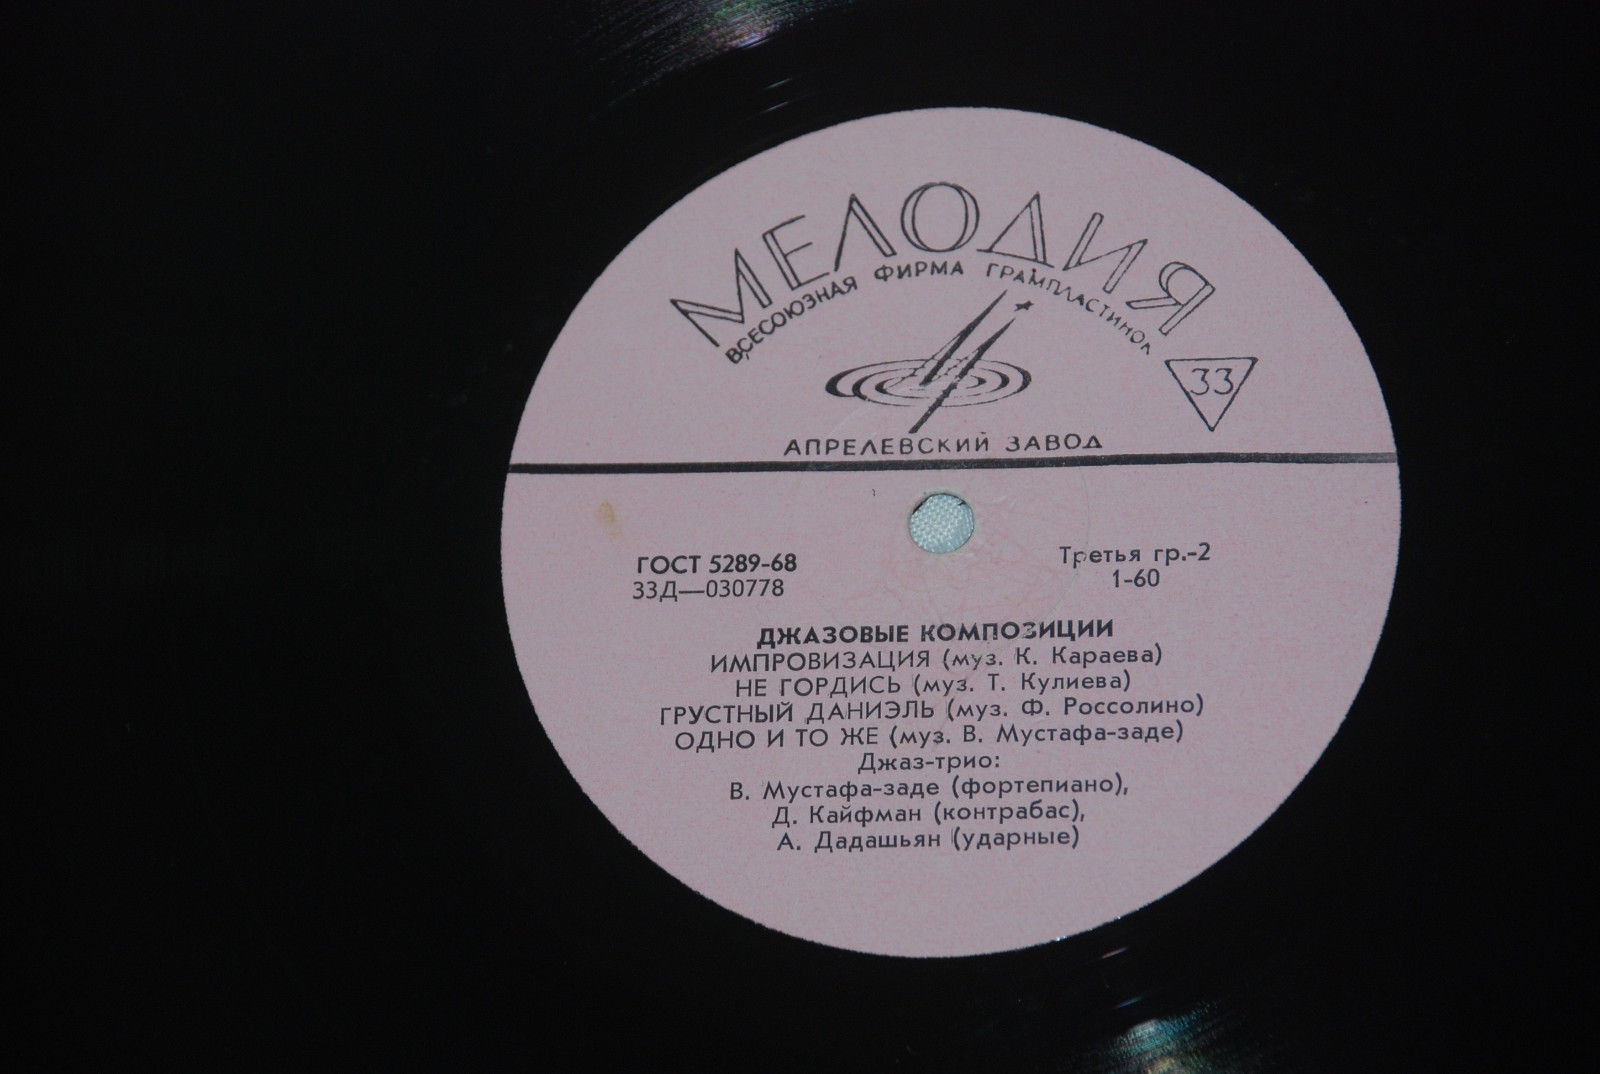 МЕЛОДИЯ
ВСЕСОЮЗНАЯ ФИРМА ГРАМПЛАСТИНОК
33
АПРЕЛЕВСКИЙ ЗАВОД
ГОСТ 5289-68
33Д—030778
Третья гр.-2
1-60
ДЖАЗОВЫЕ КОМПОЗИЦИИ
ИМПРОВИЗАЦИЯ (муз. К. Караева)
НЕ ГОРДИСЬ (муз. Т. Кулиева)
ГРУСТНЫЙ ДАНИЭЛЬ (муз. Ф. Россолино)
ОДНО И ТО ЖЕ (муз. В. Мустафа-заде)
Джаз-трио:
В. Мустафа-заде (фортепиано),
Д. Кайфман (контрабас),
А. Дадашьян (ударные)